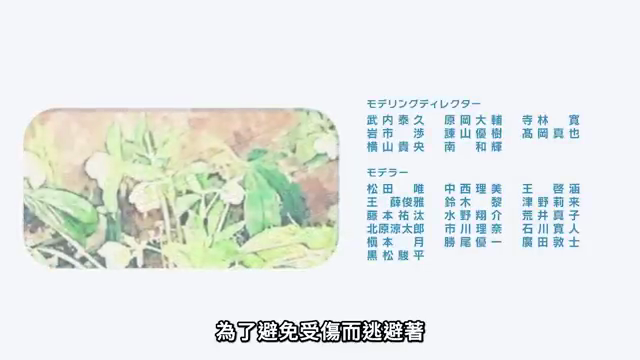 モデリングディレクター
武内泰久 原岡大輔 寺林 寛
岩市 渉 諌山優樹 髙岡真也
横山貴央 南 和輝
モデラー
松田 唯 中西理美 王 啓涵
王 薛俊雅 鈴木 黎 津野莉来
藤本祐汰 水野翔介 荒井真子
北原涼太郎 市川理奈 石川寛人
槇本 月 勝尾優一 廣田敦士
黒松駿平
為了避免受傷而逃避著